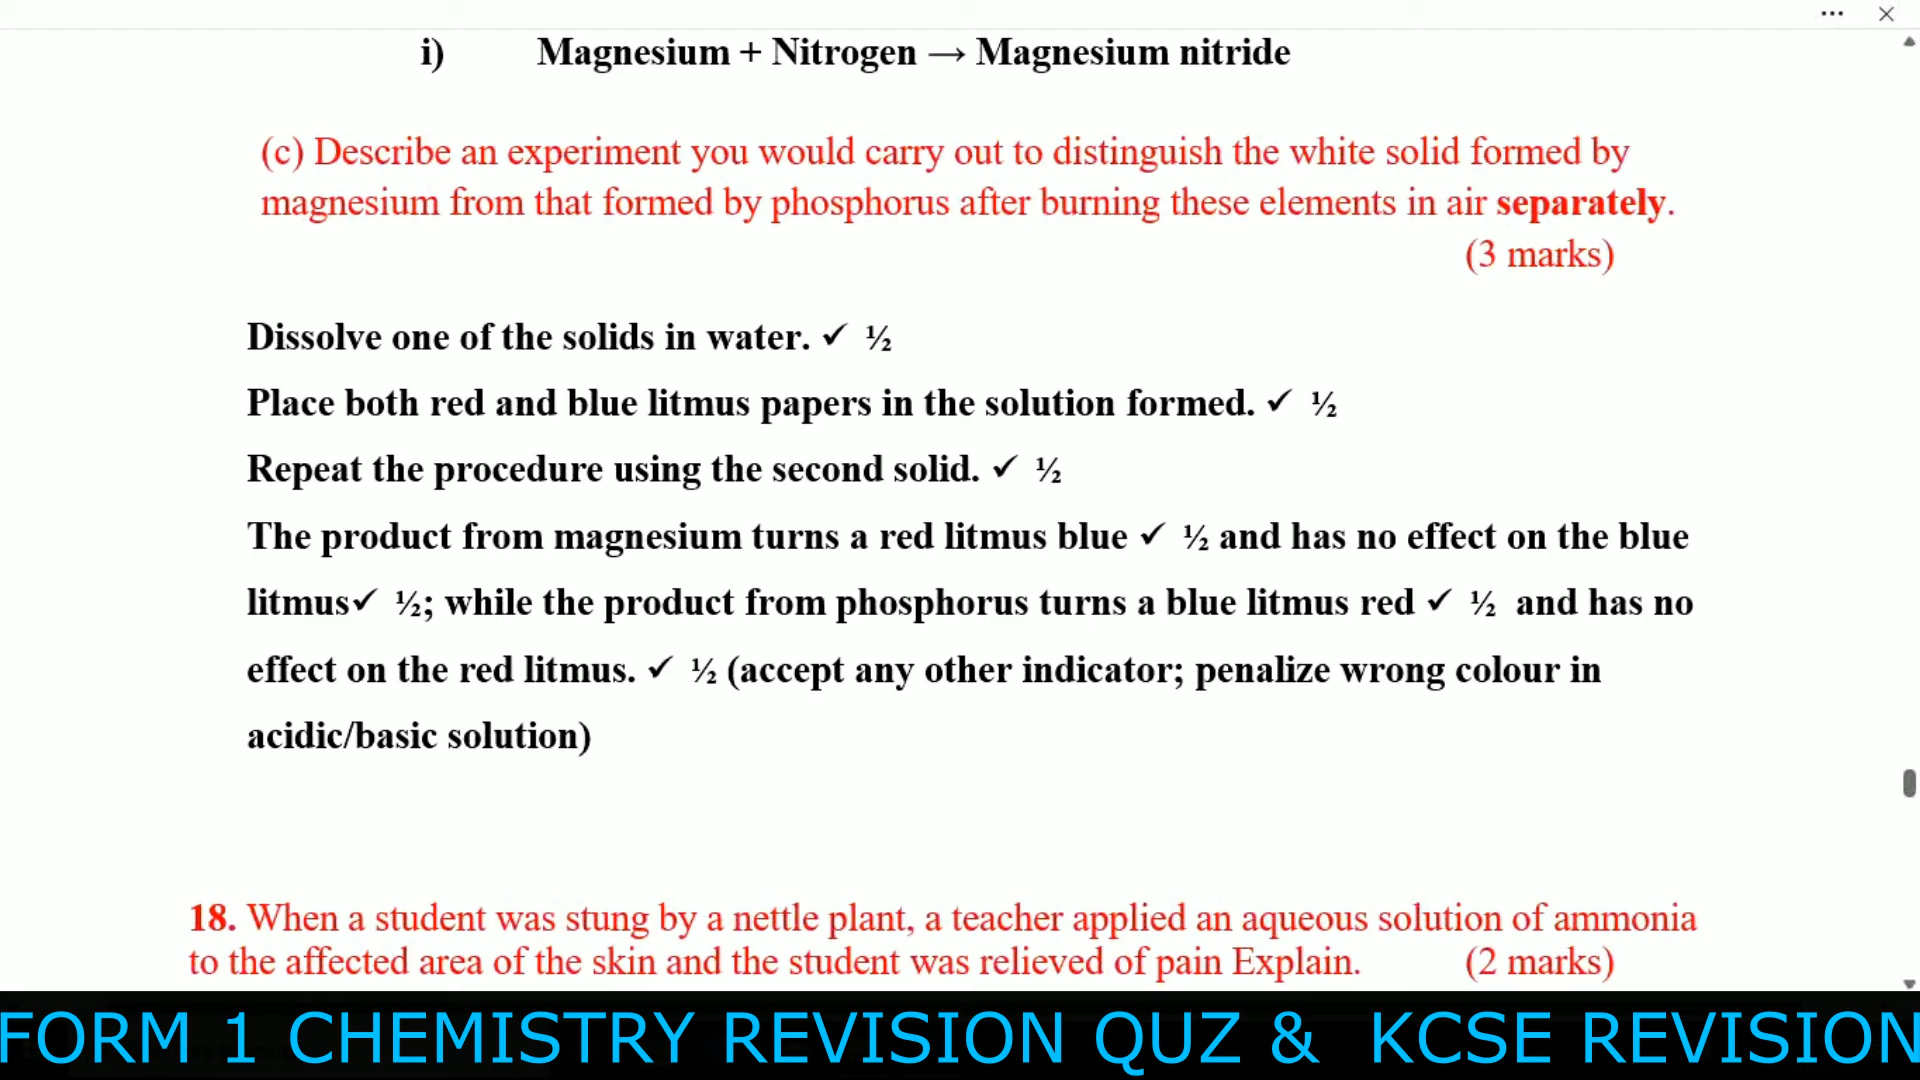 i) Magnesium + Nitrogen → Magnesium nitride
(c) Describe an experiment you would carry out to distinguish the white solid formed by
magnesium from that formed by phosphorus after burning these elements in air separately.
(3 marks)
Dissolve one of the solids in water. ✓ ½
Place both red and blue litmus papers in the solution formed. ✓ ½
Repeat the procedure using the second solid. ✓ ½
The product from magnesium turns a red litmus blue ✓ ½ and has no effect on the blue
litmus✓ ½; while the product from phosphorus turns a blue litmus red ✓ ½ and has no
effect on the red litmus. ✓ ½ (accept any other indicator; penalize wrong colour in
acidic/basic solution)
18. When a student was stung by a nettle plant, a teacher applied an aqueous solution of ammonia
to the affected area of the skin and the student was relieved of pain Explain. (2 marks)
FORM 1 CHEMISTRY REVISION QUZ & KCSE REVISION